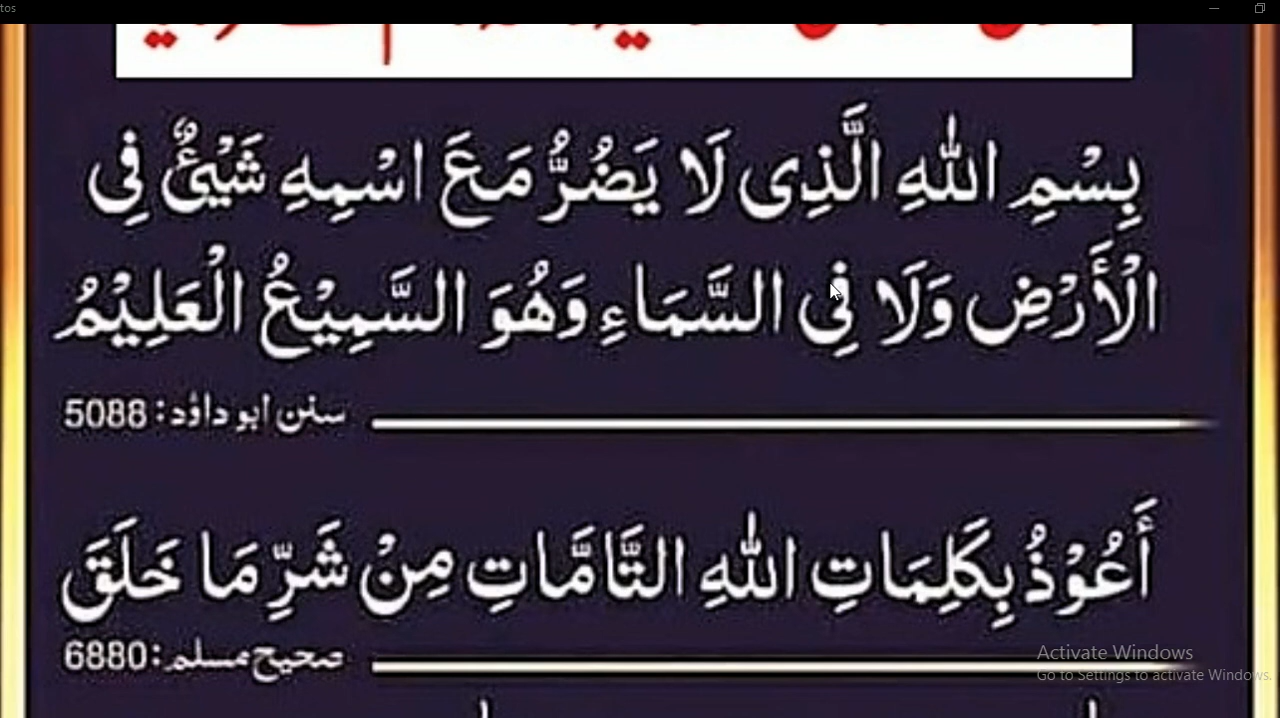 tos
بِسْمِ اللّٰهِ الَّذِى لَا يَضُرُّ مَعَ اسْمِهِ شَيْئٌ فِى
الْأَرْضِ وَلَا فِى السَّمَاءِ وَهُوَ السَّمِيْعُ الْعَلِيْمُ
سنن ابو داؤد: 5088
أَعُوْذُ بِكَلِمَاتِ اللّٰهِ التَّامَّاتِ مِنْ شَرِّ مَا خَلَقَ
صحيح مسلم: 6880
Activate Windows
Go to Settings to activate Windows.